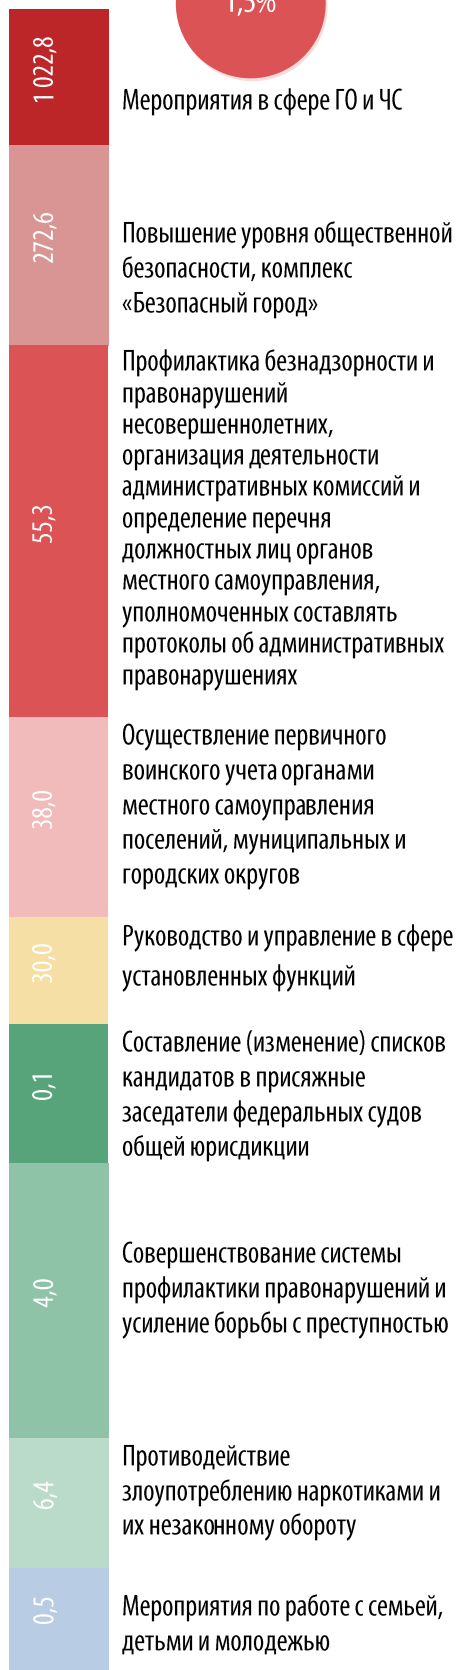 1,5%
1 022,8
Мероприятия в сфере ГО и ЧС
272,6
Повышение уровня общественной
безопасности, комплекс
«Безопасный город»
55,3
Профилактика безнадзорности и
правонарушений
несовершеннолетних,
организация деятельности
административных комиссий и
определение перечня
должностных лиц органов
местного самоуправления,
уполномоченных составлять
протоколы об административных
правонарушениях
38,0
Осуществление первичного
воинского учета органами
местного самоуправления
поселений, муниципальных и
городских округов
30,0
Руководство и управление в сфере
установленных функций
0,1
Составление (изменение) списков
кандидатов в присяжные
заседатели федеральных судов
общей юрисдикции
4,0
Совершенствование системы
профилактики правонарушений и
усиление борьбы с преступностью
6,4
Противодействие
злоупотреблению наркотиками и
их незаконному обороту
0,5
Мероприятия по работе с семьей,
детьми и молодежью